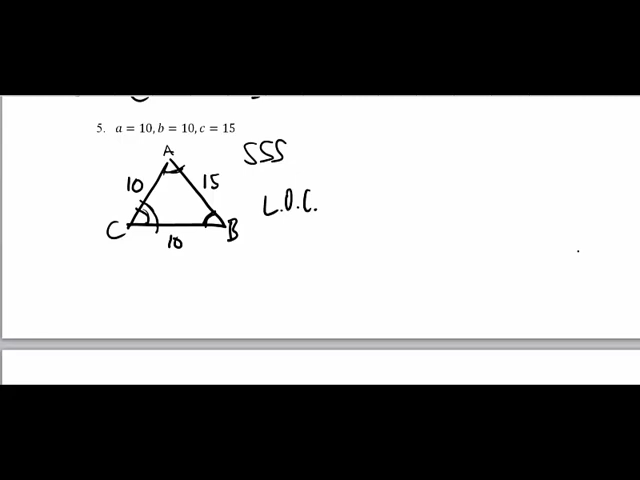 5. a = 10, b = 10, c = 15
A
SSS
10
15
L.O.C.
C
B
10